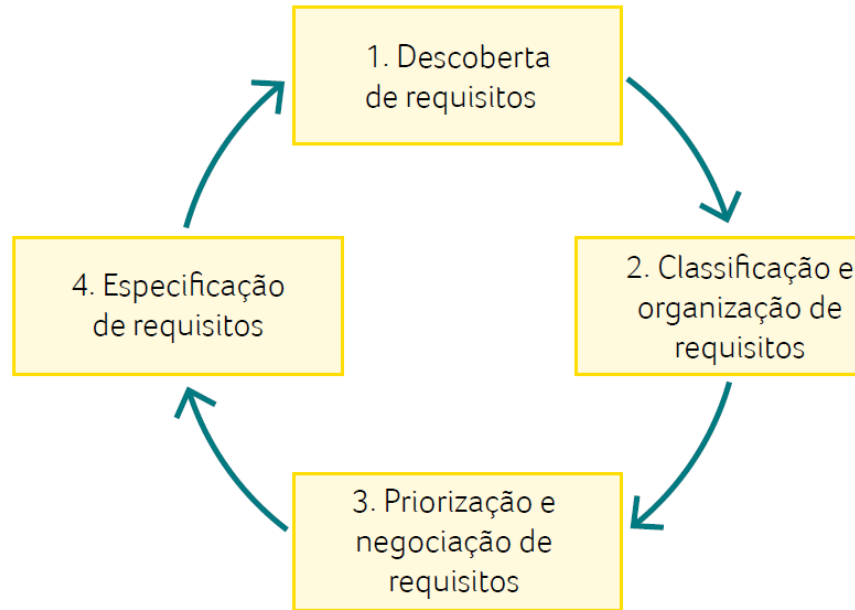 1. Descoberta
de requisitos
2. Classificação e
organização de
requisitos
3. Priorização e
negociação de
requisitos
4. Especificação
de requisitos